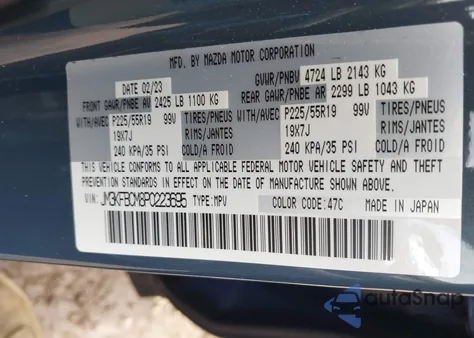 MFD. BY MAZDA MOTOR CORPORATION
DATE 02/23 GVWR/PNBV 4724 LB 2143 KG
FRONT GAWR/PNBE AV 2425 LB 1100 KG REAR GAWR/PNBE AR 2299 LB 1043 KG
WITH/AVEC P225/55R19 99V TIRES/PNEUS WITH/AVEC P225/55R19 99V TIRES/PNEUS
19X7J RIMS/JANTES 19X7J RIMS/JANTES
240 KPA/35 PSI COLD/A FROID 240 KPA/35 PSI COLD/A FROID
THIS VEHICLE CONFORMS TO ALL APPLICABLE FEDERAL MOTOR VEHICLE SAFETY AND THEFT
PREVENTION STANDARDS IN EFFECT ON THE DATE OF MANUFACTURE SHOWN ABOVE.
VIN: JM3KFBCM8P0223695 TYPE:MPV COLOR CODE: 47C MADE IN JAPAN
autoSnap